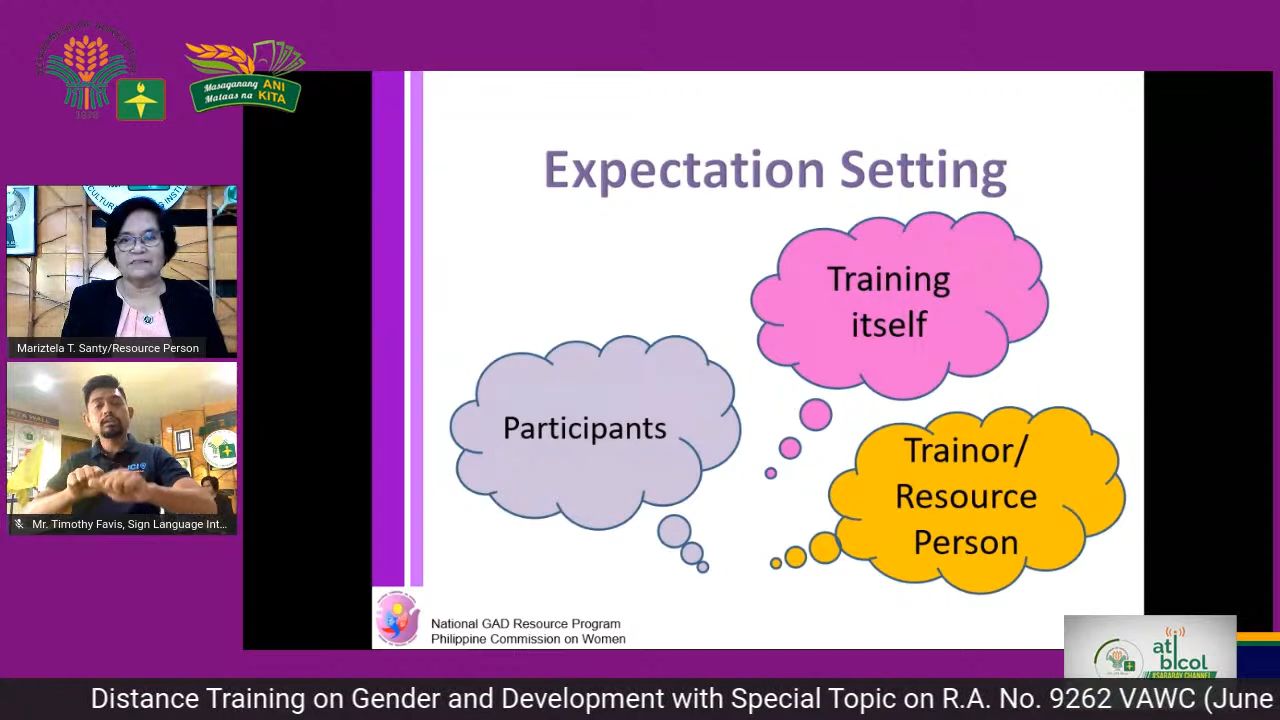 1978
Masaganang ANI
Mataas na KITA
Expectation Setting
Training
itself
Participants
Trainor/
Resource
Person
Mariztela T. Santy/Resource Person
Mr. Timothy Favis, Sign Language Int...
National GAD Resource Program
Philippine Commission on Women
ati
bicol
Distance Training on Gender and Development with Special Topic on R.A. No. 9262 VAWC (June